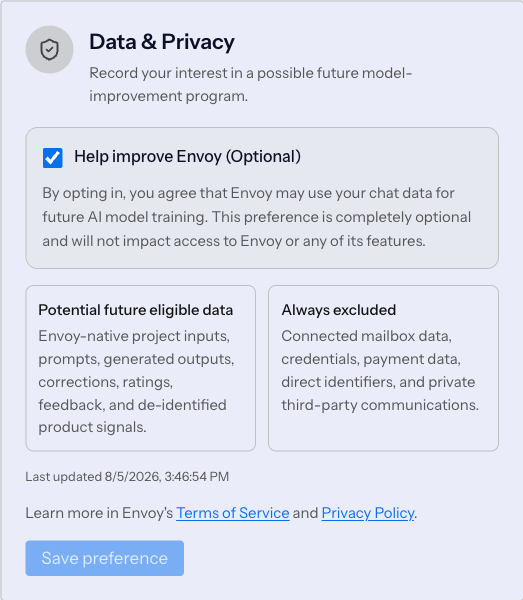 Data & Privacy
Record your interest in a possible future model-
improvement program.
Help improve Envoy (Optional)
By opting in, you agree that Envoy may use your chat data for
future AI model training. This preference is completely optional
and will not impact access to Envoy or any of its features.
Potential future eligible data
Envoy-native project inputs,
prompts, generated outputs,
corrections, ratings,
feedback, and de-identified
product signals.
Always excluded
Connected mailbox data,
credentials, payment data,
direct identifiers, and private
third-party communications.
Last updated 8/5/2026, 3:46:54 PM
Learn more in Envoy's Terms of Service and Privacy Policy.
Save preference